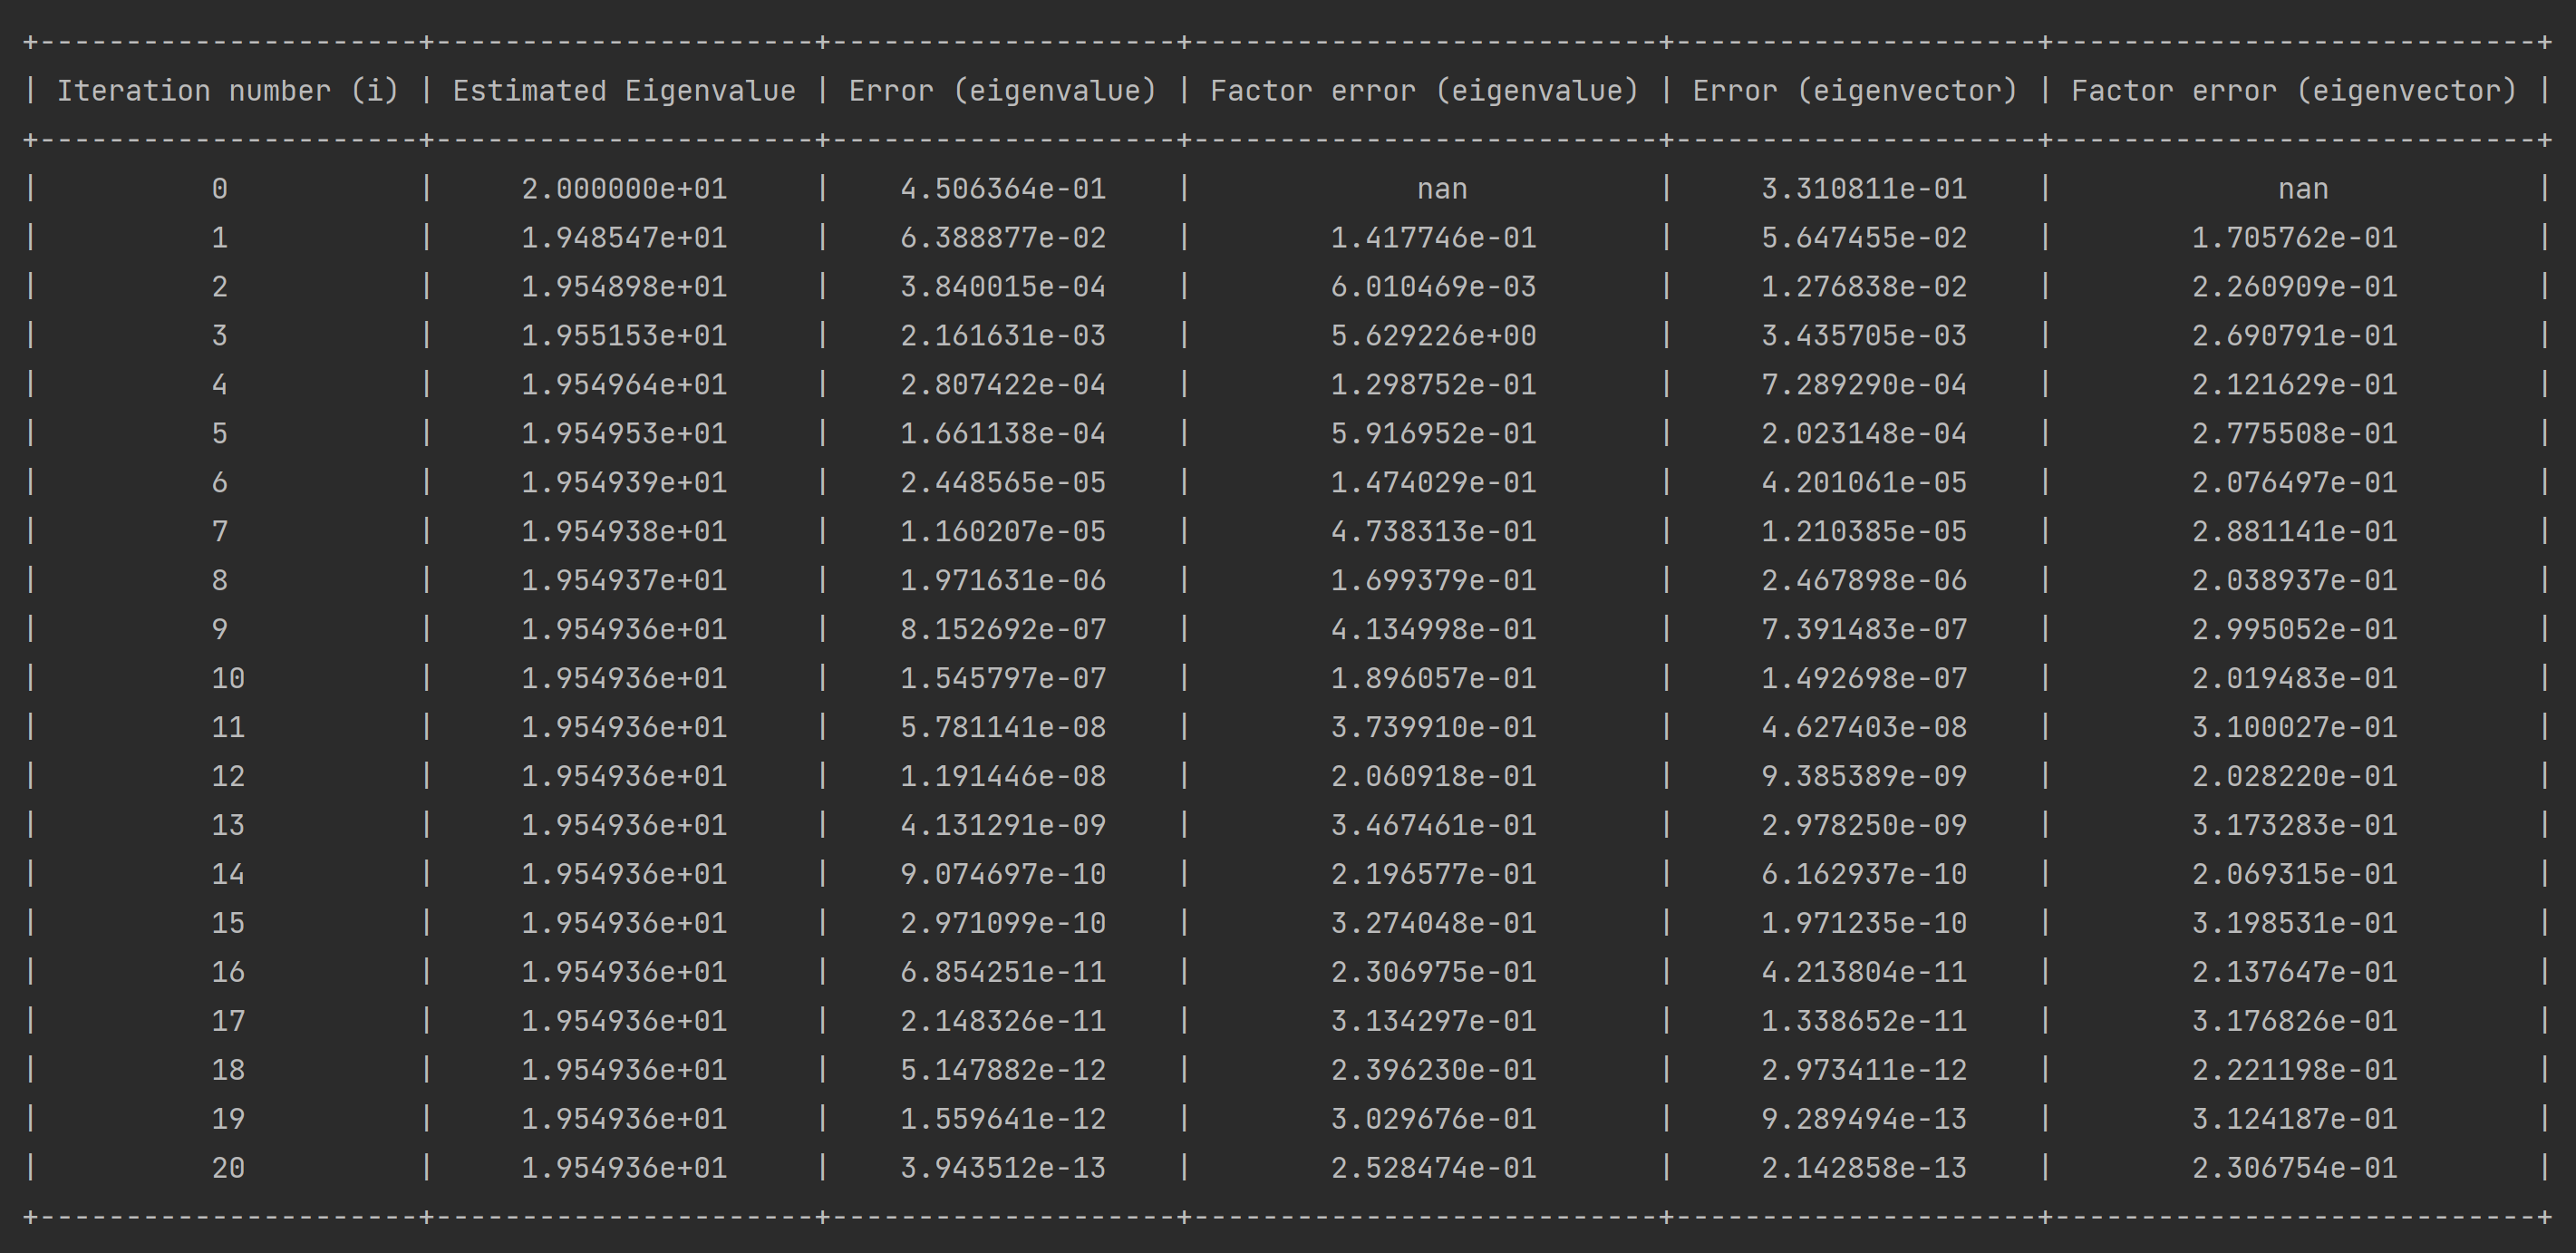 +----------------------+----------------------+--------------------+---------------------------+---------------------+----------------------------+
| Iteration number (i) | Estimated Eigenvalue | Error (eigenvalue) | Factor error (eigenvalue) | Error (eigenvector) | Factor error (eigenvector) |
+----------------------+----------------------+--------------------+---------------------------+---------------------+----------------------------+
| 0 | 2.000000e+01 | 4.506364e-01 | nan | 3.310811e-01 | nan |
| 1 | 1.948547e+01 | 6.388877e-02 | 1.417746e-01 | 5.647455e-02 | 1.705762e-01 |
| 2 | 1.954898e+01 | 3.840015e-04 | 6.010469e-03 | 1.276838e-02 | 2.260909e-01 |
| 3 | 1.955153e+01 | 2.161631e-03 | 5.629226e+00 | 3.435705e-03 | 2.690791e-01 |
| 4 | 1.954964e+01 | 2.807422e-04 | 1.298752e-01 | 7.289290e-04 | 2.121629e-01 |
| 5 | 1.954953e+01 | 1.661138e-04 | 5.916952e-01 | 2.023148e-04 | 2.775508e-01 |
| 6 | 1.954939e+01 | 2.448565e-05 | 1.474029e-01 | 4.201061e-05 | 2.076497e-01 |
| 7 | 1.954938e+01 | 1.160207e-05 | 4.738313e-01 | 1.210385e-05 | 2.881141e-01 |
| 8 | 1.954937e+01 | 1.971631e-06 | 1.699379e-01 | 2.467898e-06 | 2.038937e-01 |
| 9 | 1.954936e+01 | 8.152692e-07 | 4.134998e-01 | 7.391483e-07 | 2.995052e-01 |
| 10 | 1.954936e+01 | 1.545797e-07 | 1.896057e-01 | 1.492698e-07 | 2.019483e-01 |
| 11 | 1.954936e+01 | 5.781141e-08 | 3.739910e-01 | 4.627403e-08 | 3.100027e-01 |
| 12 | 1.954936e+01 | 1.191446e-08 | 2.060918e-01 | 9.385389e-09 | 2.028220e-01 |
| 13 | 1.954936e+01 | 4.131291e-09 | 3.467461e-01 | 2.978250e-09 | 3.173283e-01 |
| 14 | 1.954936e+01 | 9.074697e-10 | 2.196577e-01 | 6.162937e-10 | 2.069315e-01 |
| 15 | 1.954936e+01 | 2.971099e-10 | 3.274048e-01 | 1.971235e-10 | 3.198531e-01 |
| 16 | 1.954936e+01 | 6.854251e-11 | 2.306975e-01 | 4.213804e-11 | 2.137647e-01 |
| 17 | 1.954936e+01 | 2.148326e-11 | 3.134297e-01 | 1.338652e-11 | 3.176826e-01 |
| 18 | 1.954936e+01 | 5.147882e-12 | 2.396230e-01 | 2.973411e-12 | 2.221198e-01 |
| 19 | 1.954936e+01 | 1.559641e-12 | 3.029676e-01 | 9.289494e-13 | 3.124187e-01 |
| 20 | 1.954936e+01 | 3.943512e-13 | 2.528474e-01 | 2.142858e-13 | 2.306754e-01 |
+----------------------+----------------------+--------------------+---------------------------+---------------------+----------------------------+